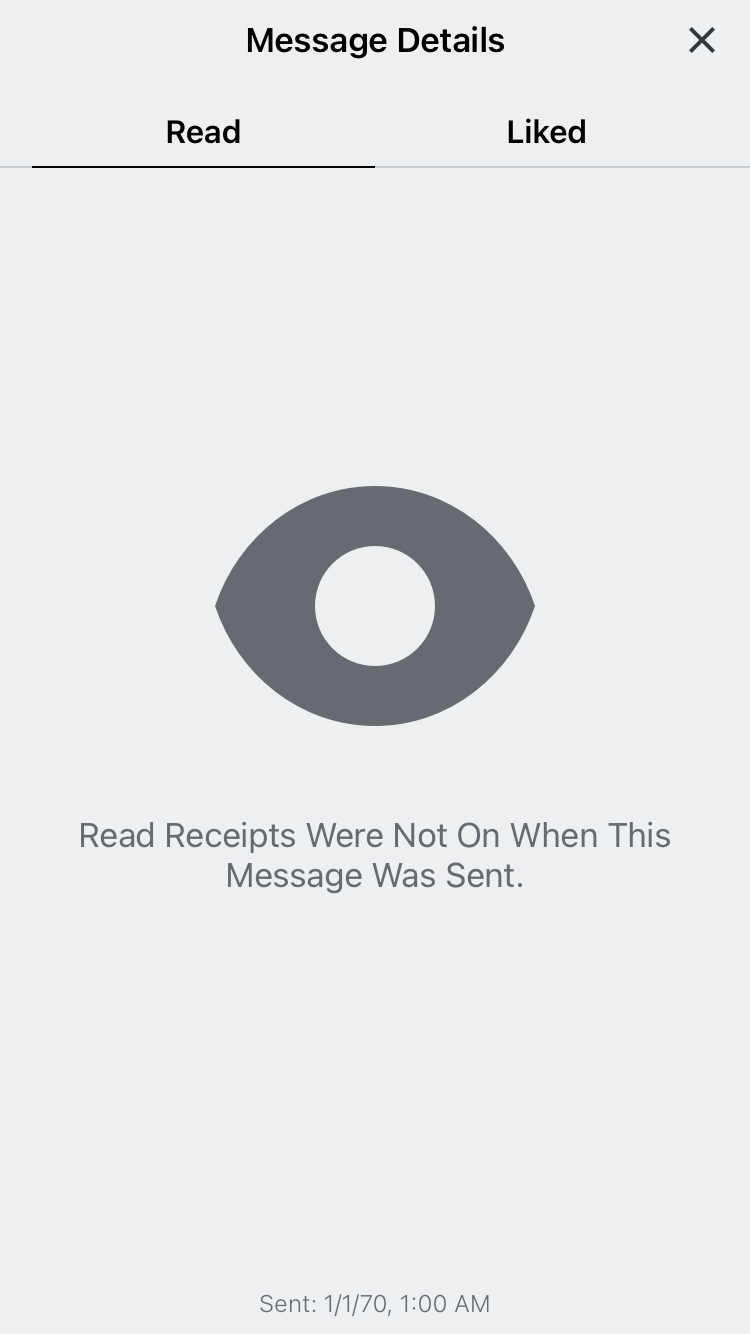 Message Details
Read
Liked
Read Receipts Were Not On When This
Message Was Sent.
Sent: 1/1/70, 1:00 AM